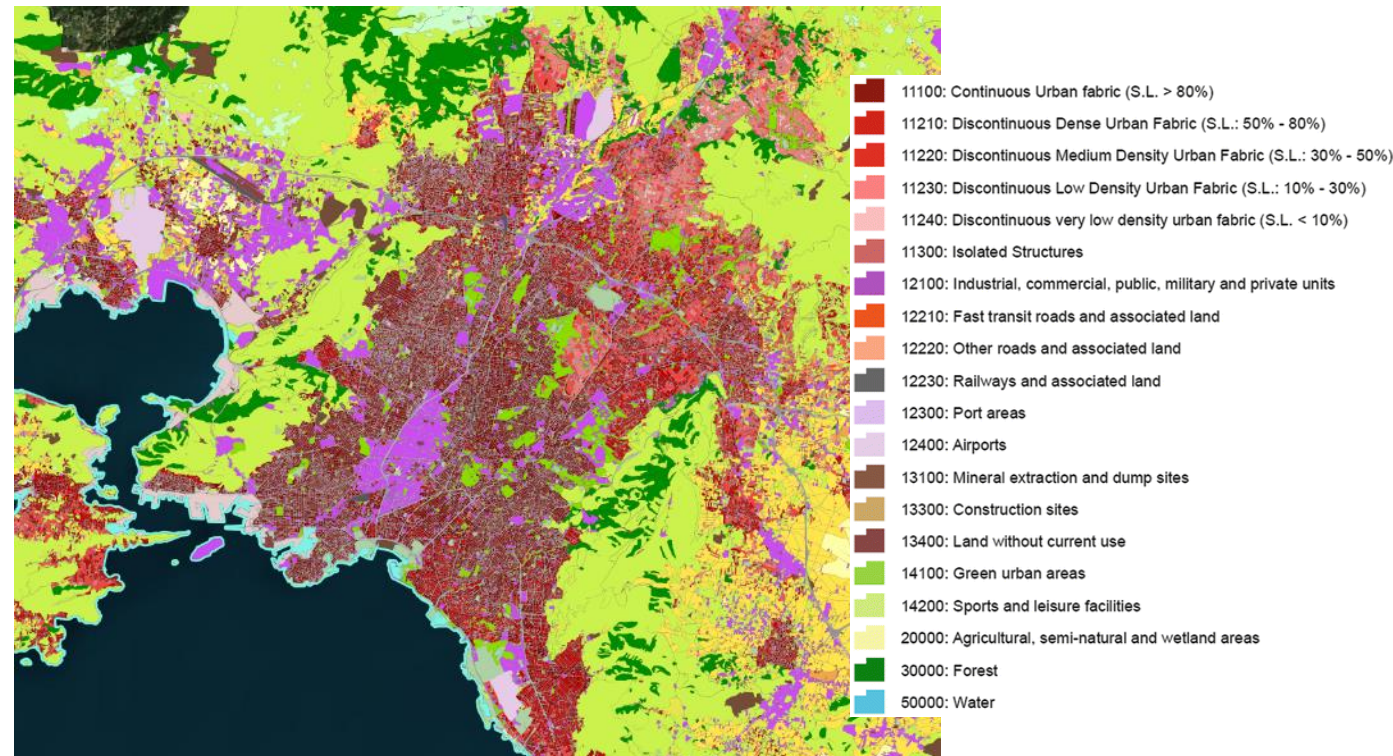 11100: Continuous Urban fabric (S.L. > 80%)
11210: Discontinuous Dense Urban Fabric (S.L.: 50% - 80%)
11220: Discontinuous Medium Density Urban Fabric (S.L.: 30% - 50%)
11230: Discontinuous Low Density Urban Fabric (S.L.: 10% - 30%)
11240: Discontinuous very low density urban fabric (S.L. < 10%)
11300: Isolated Structures
12100: Industrial, commercial, public, military and private units
12210: Fast transit roads and associated land
12220: Other roads and associated land
12230: Railways and associated land
12300: Port areas
12400: Airports
13100: Mineral extraction and dump sites
13300: Construction sites
13400: Land without current use
14100: Green urban areas
14200: Sports and leisure facilities
20000: Agricultural, semi-natural and wetland areas
30000: Forest
50000: Water